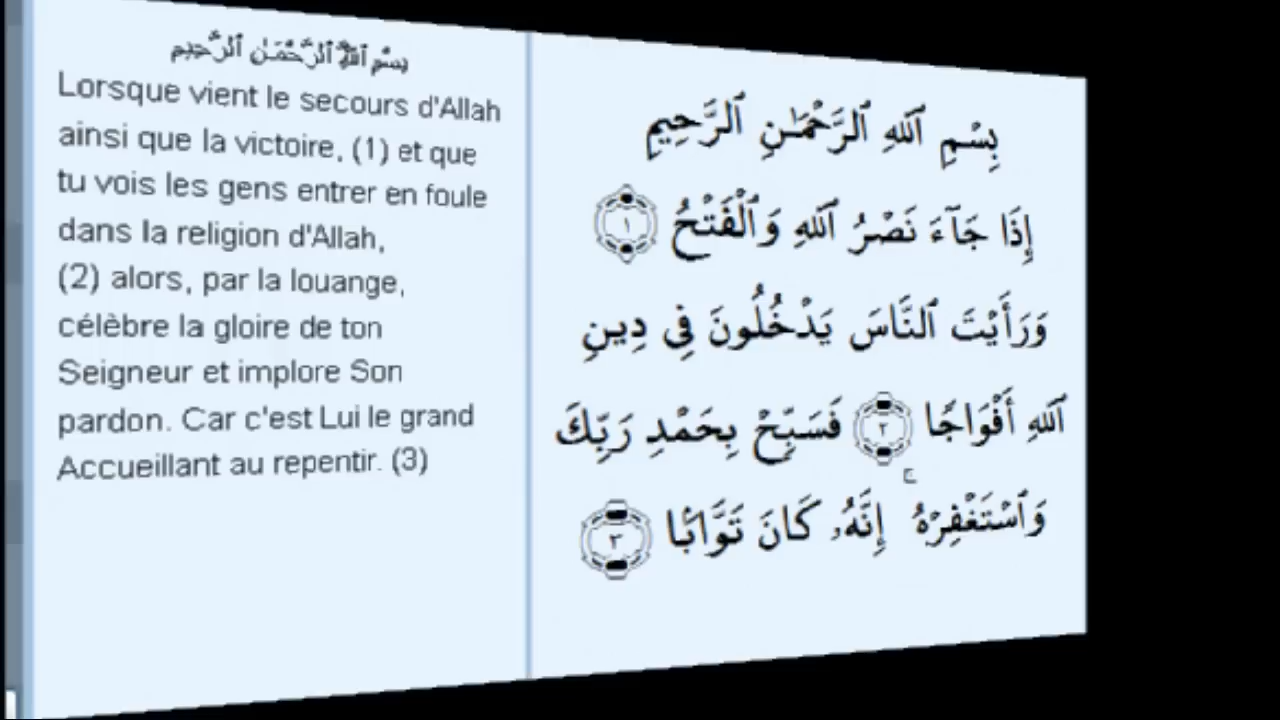 بِسْمِ ٱللَّهِ ٱلرَّحْمَـٰنِ ٱلرَّحِيمِ
Lorsque vient le secours d'Allah
ainsi que la victoire, (1) et que
tu vois les gens entrer en foule
dans la religion d'Allah,
(2) alors, par la louange,
célèbre la gloire de ton
Seigneur et implore Son
pardon. Car c'est Lui le grand
Accueillant au repentir. (3)
بِسْمِ ٱللَّهِ ٱلرَّحْمَـٰنِ ٱلرَّحِيمِ
إِذَا جَآءَ نَصْرُ ٱللَّهِ وَٱلْفَتْحُ ١
وَرَأَيْتَ ٱلنَّاسَ يَدْخُلُونَ فِى دِينِ
ٱللَّهِ أَفْوَاجًا ٢ فَسَبِّحْ بِحَمْدِ رَبِّكَ
وَٱسْتَغْفِرْهُ ۚ إِنَّهُۥ كَانَ تَوَّابًۢا ٣